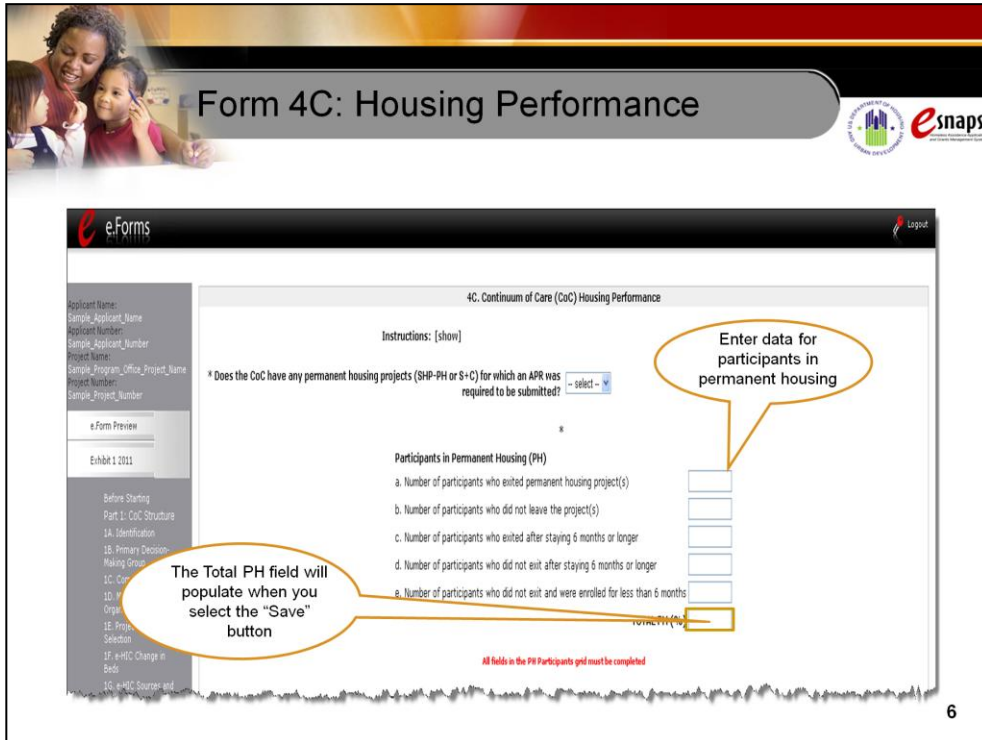 Form 4C: Housing Performance
U.S. DEPARTMENT OF HOUSING
AND URBAN DEVELOPMENT
esnaps
e.Forms
Logout
Applicant Name:
Sample_Applicant_Name
Applicant Number:
Sample_Applicant_Number
Project Name:
Sample_Program_Office_Project_Name
Project Number:
Sample_Project_Number
e.Form Preview
Exhibit 1 2011
Before Starting
Part 1: CoC Structure
1A. Identification
1B. Primary Decision-
Making Group
1C.
1D.
1E.
Selection
1F. e-HIC Change in
Beds
1G. e-HIC Sources and
4C. Continuum of Care (CoC) Housing Performance
Instructions: [show]
* Does the CoC have any permanent housing projects (SHP-PH or S+C) for which an APR was
required to be submitted?
-- select --
*
Participants in Permanent Housing (PH)
a. Number of participants who exited permanent housing project(s)
b. Number of participants who did not leave the project(s)
c. Number of participants who exited after staying 6 months or longer
d. Number of participants who did not exit after staying 6 months or longer
e. Number of participants who did not exit and were enrolled for less than 6 months
TOTAL PH (%)
All fields in the PH Participants grid must be completed
Enter data for
participants in
permanent housing
The Total PH field will
populate when you
select the “Save”
button
6